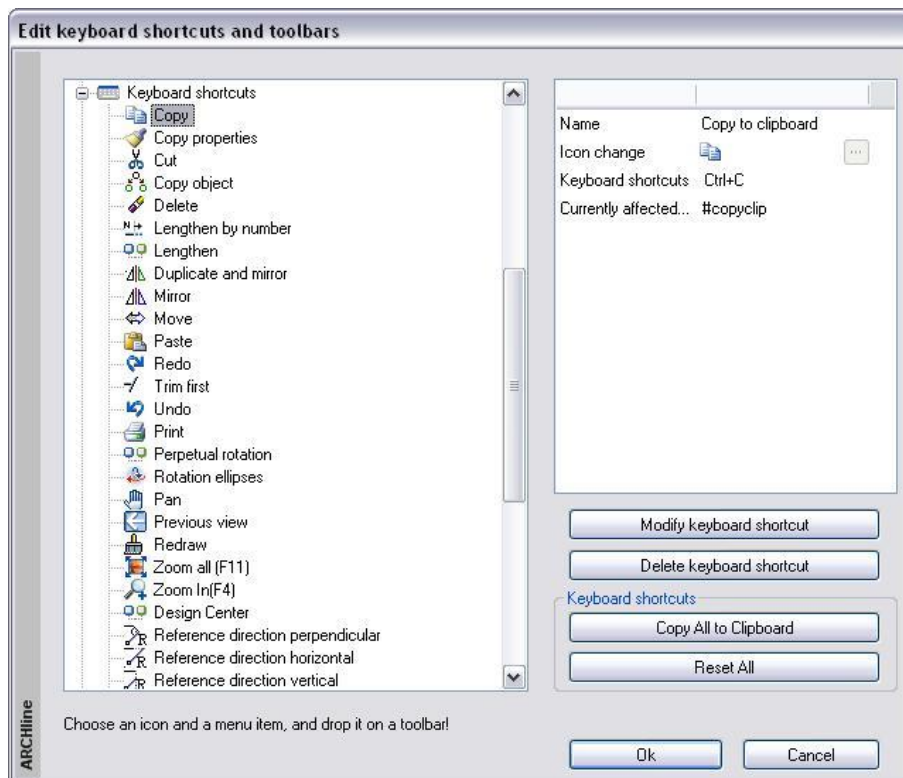 Edit keyboard shortcuts and toolbars
Keyboard shortcuts
Copy
Copy properties
Cut
Copy object
Delete
Lengthen by number
Lengthen
Duplicate and mirror
Mirror
Move
Paste
Redo
Trim first
Undo
Print
Perpetual rotation
Rotation ellipses
Pan
Previous view
Redraw
Zoom all (F11)
Zoom In(F4)
Design Center
Reference direction perpendicular
Reference direction horizontal
Reference direction vertical
Name Copy to clipboard
Icon change ...
Keyboard shortcuts Ctrl+C
Currently affected... #copyclip
Modify keyboard shortcut
Delete keyboard shortcut
Keyboard shortcuts
Copy All to Clipboard
Reset All
Choose an icon and a menu item, and drop it on a toolbar!
Ok Cancel
ARCHline